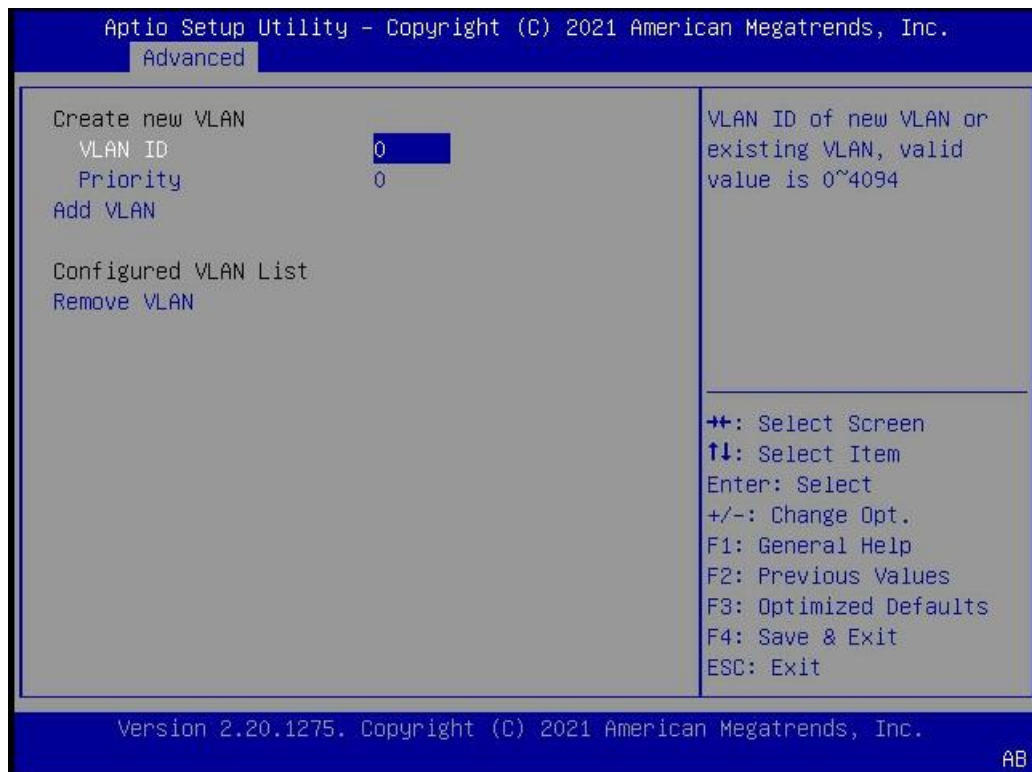 Aptio Setup Utility – Copyright (C) 2021 American Megatrends, Inc.
Advanced
Create new VLAN
VLAN ID 0
Priority 0
Add VLAN
Configured VLAN List
Remove VLAN
VLAN ID of new VLAN or
existing VLAN, valid
value is 0~4094
→←: Select Screen
↑↓: Select Item
Enter: Select
+/-: Change Opt.
F1: General Help
F2: Previous Values
F3: Optimized Defaults
F4: Save & Exit
ESC: Exit
Version 2.20.1275. Copyright (C) 2021 American Megatrends, Inc.
AB